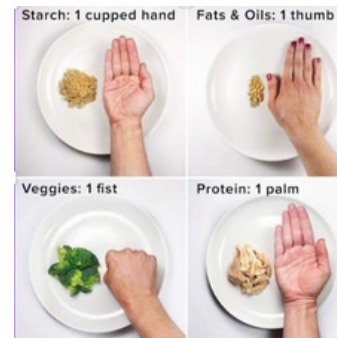 Starch: 1 cupped hand
Fats & Oils: 1 thumb
Veggies: 1 fist
Protein: 1 palm